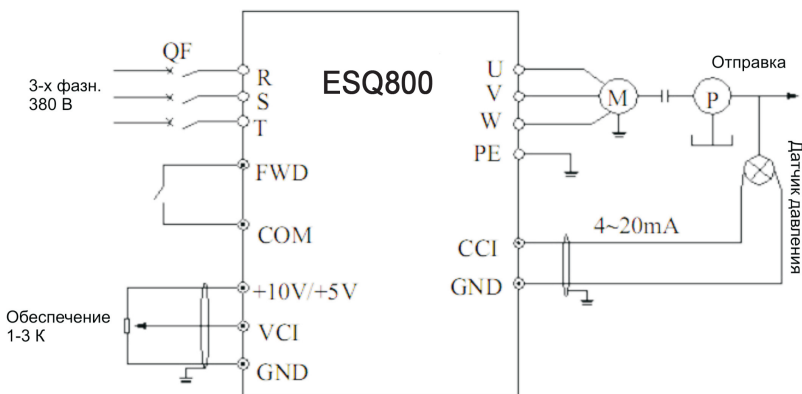 QF
3-х фазн.
380 В
R
S
T
FWD
COM
+10V/+5V
Обеспечение
1-3 К
VCI
GND
ESQ800
U
V
W
PE
M
P
Отправка
Датчик давления
CCI
4~20mA
GND